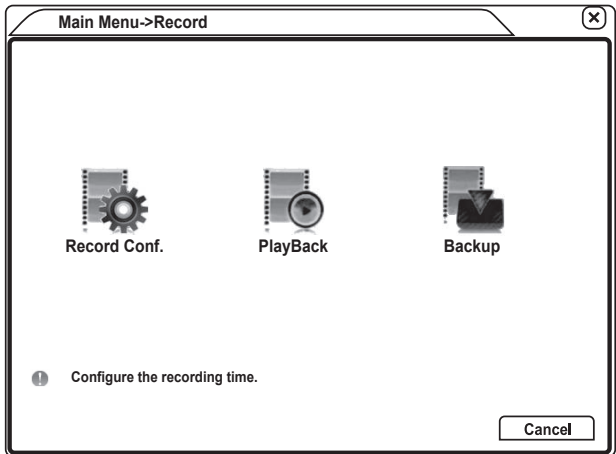 Main Menu->Record
Record Conf.
PlayBack
Backup
Configure the recording time.
Cancel